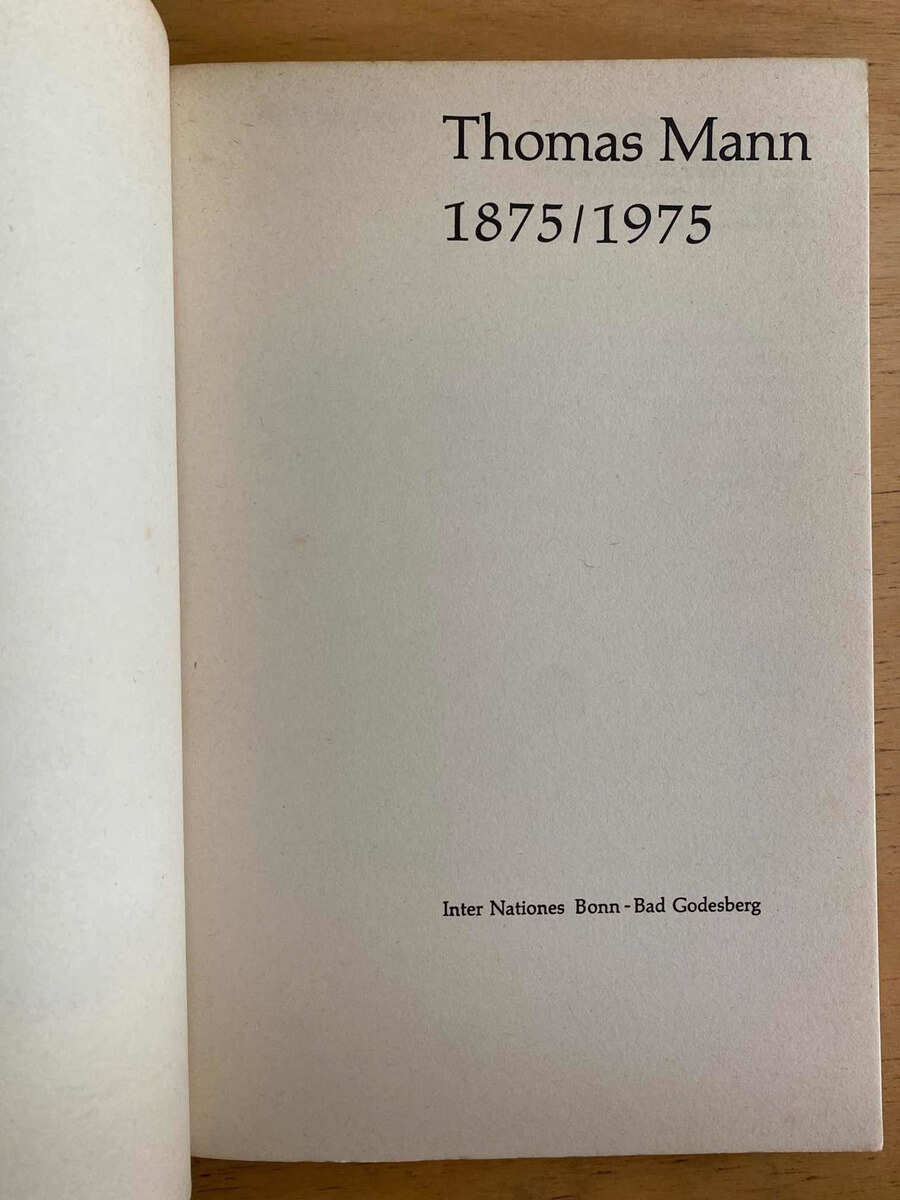 Thomas Mann
1875/1975
Inter Nationes Bonn - Bad Godesberg